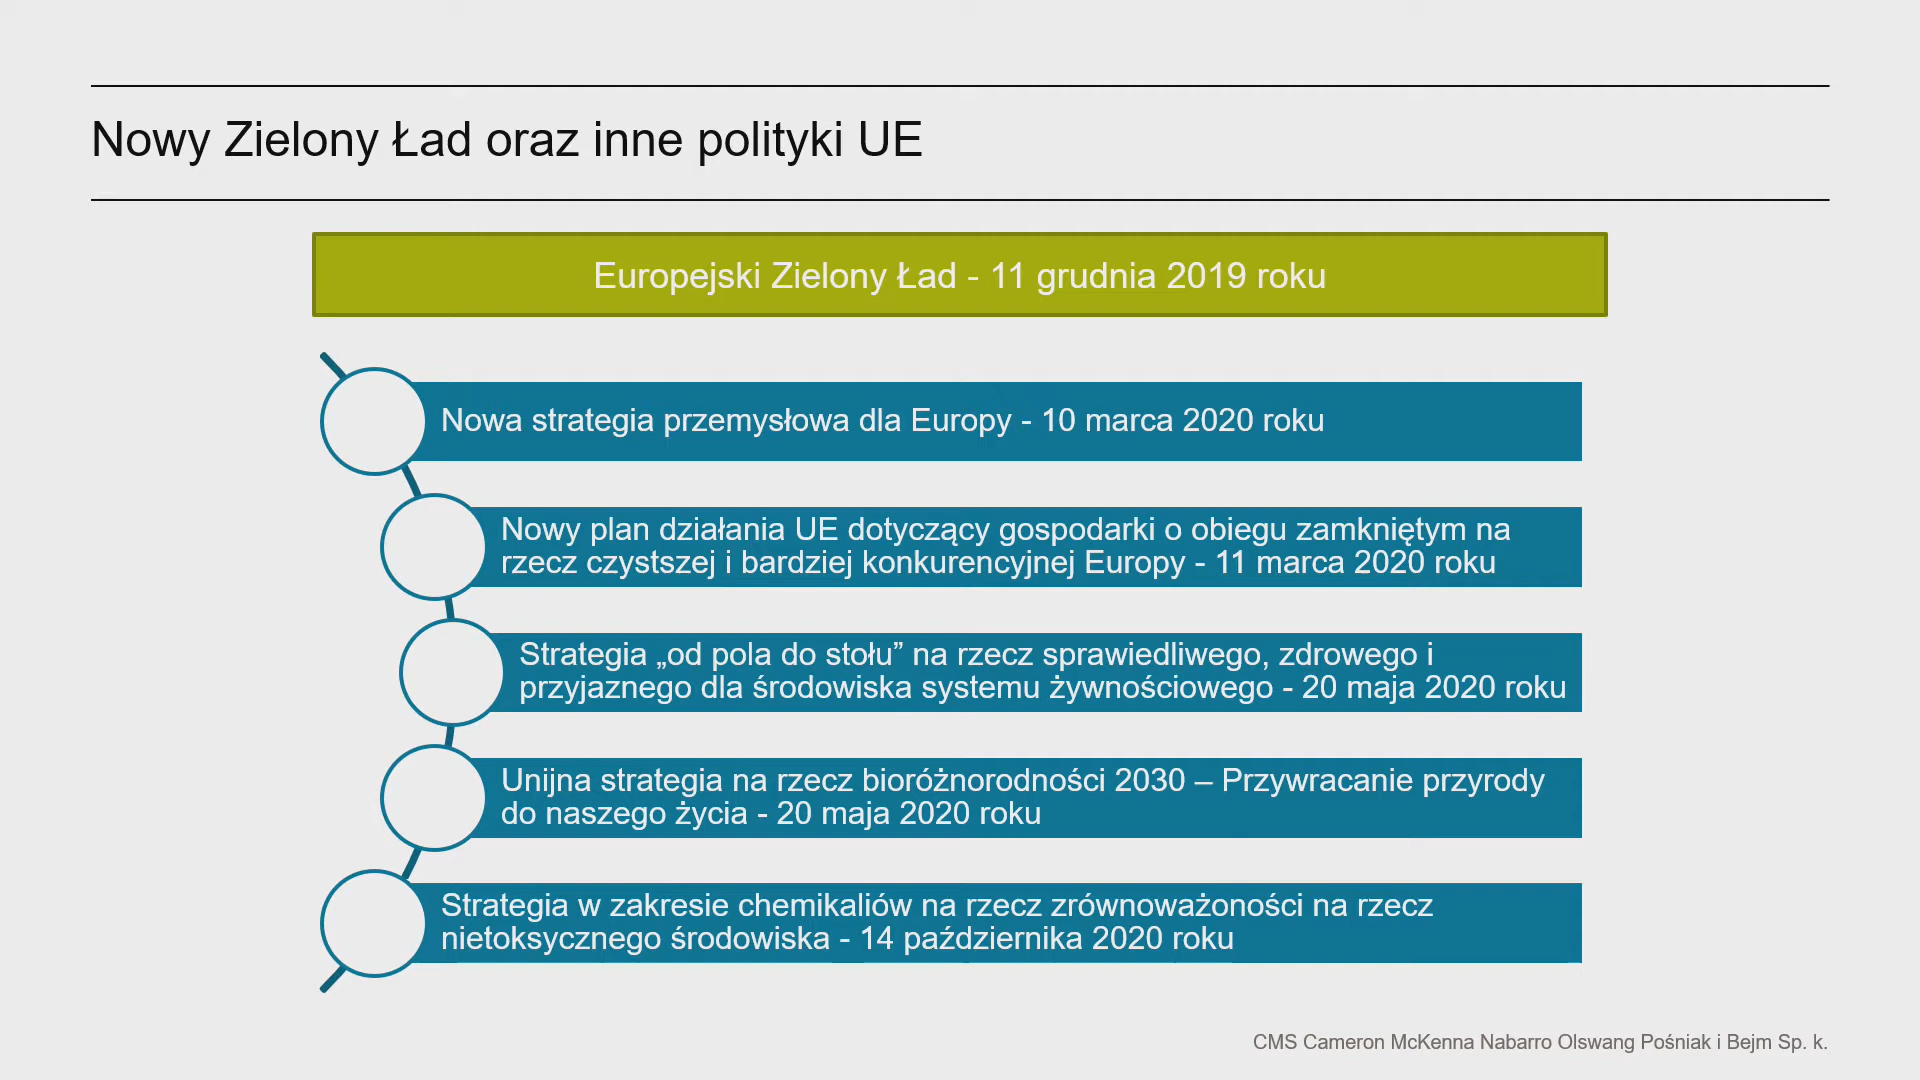 Nowy Zielony Ład oraz inne polityki UE
Europejski Zielony Ład - 11 grudnia 2019 roku
Nowa strategia przemysłowa dla Europy - 10 marca 2020 roku
Nowy plan działania UE dotyczący gospodarki o obiegu zamkniętym na
rzecz czystszej i bardziej konkurencyjnej Europy - 11 marca 2020 roku
Strategia „od pola do stołu” na rzecz sprawiedliwego, zdrowego i
przyjaznego dla środowiska systemu żywnościowego - 20 maja 2020 roku
Unijna strategia na rzecz bioróżnorodności 2030 – Przywracanie przyrody
do naszego życia - 20 maja 2020 roku
Strategia w zakresie chemikaliów na rzecz zrównoważoności na rzecz
nietoksycznego środowiska - 14 października 2020 roku
CMS Cameron McKenna Nabarro Olswang Pośniak i Bejm Sp. k.